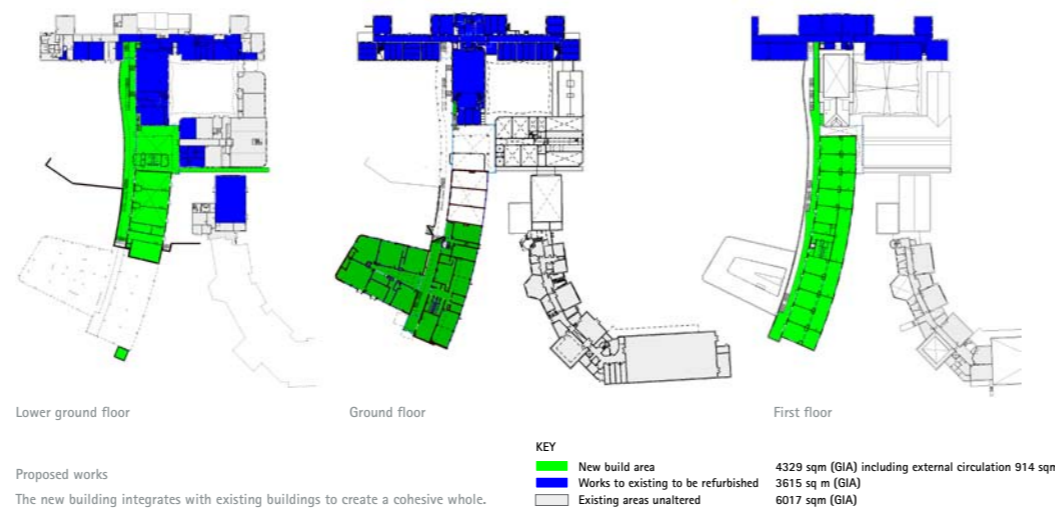 Lower ground floor
Ground floor
First floor
Proposed works
The new building integrates with existing buildings to create a cohesive whole.
KEY
New build area 4329 sqm (GIA) including external circulation 914 sqm
Works to existing to be refurbished 3615 sq m (GIA)
Existing areas unaltered 6017 sqm (GIA)